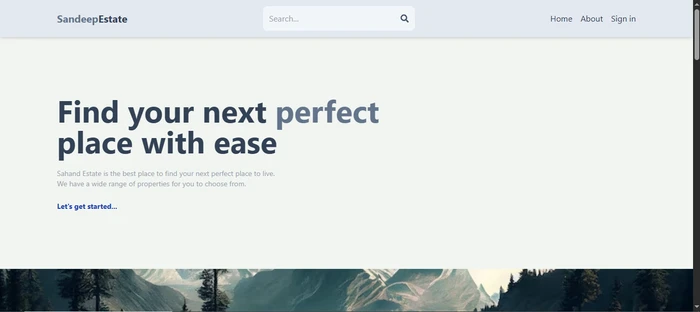 SandeepEstate
Search...
Home About Sign in
Find your next perfect
place with ease
Sahand Estate is the best place to find your next perfect place to live.
We have a wide range of properties for you to choose from.
Let's get started...